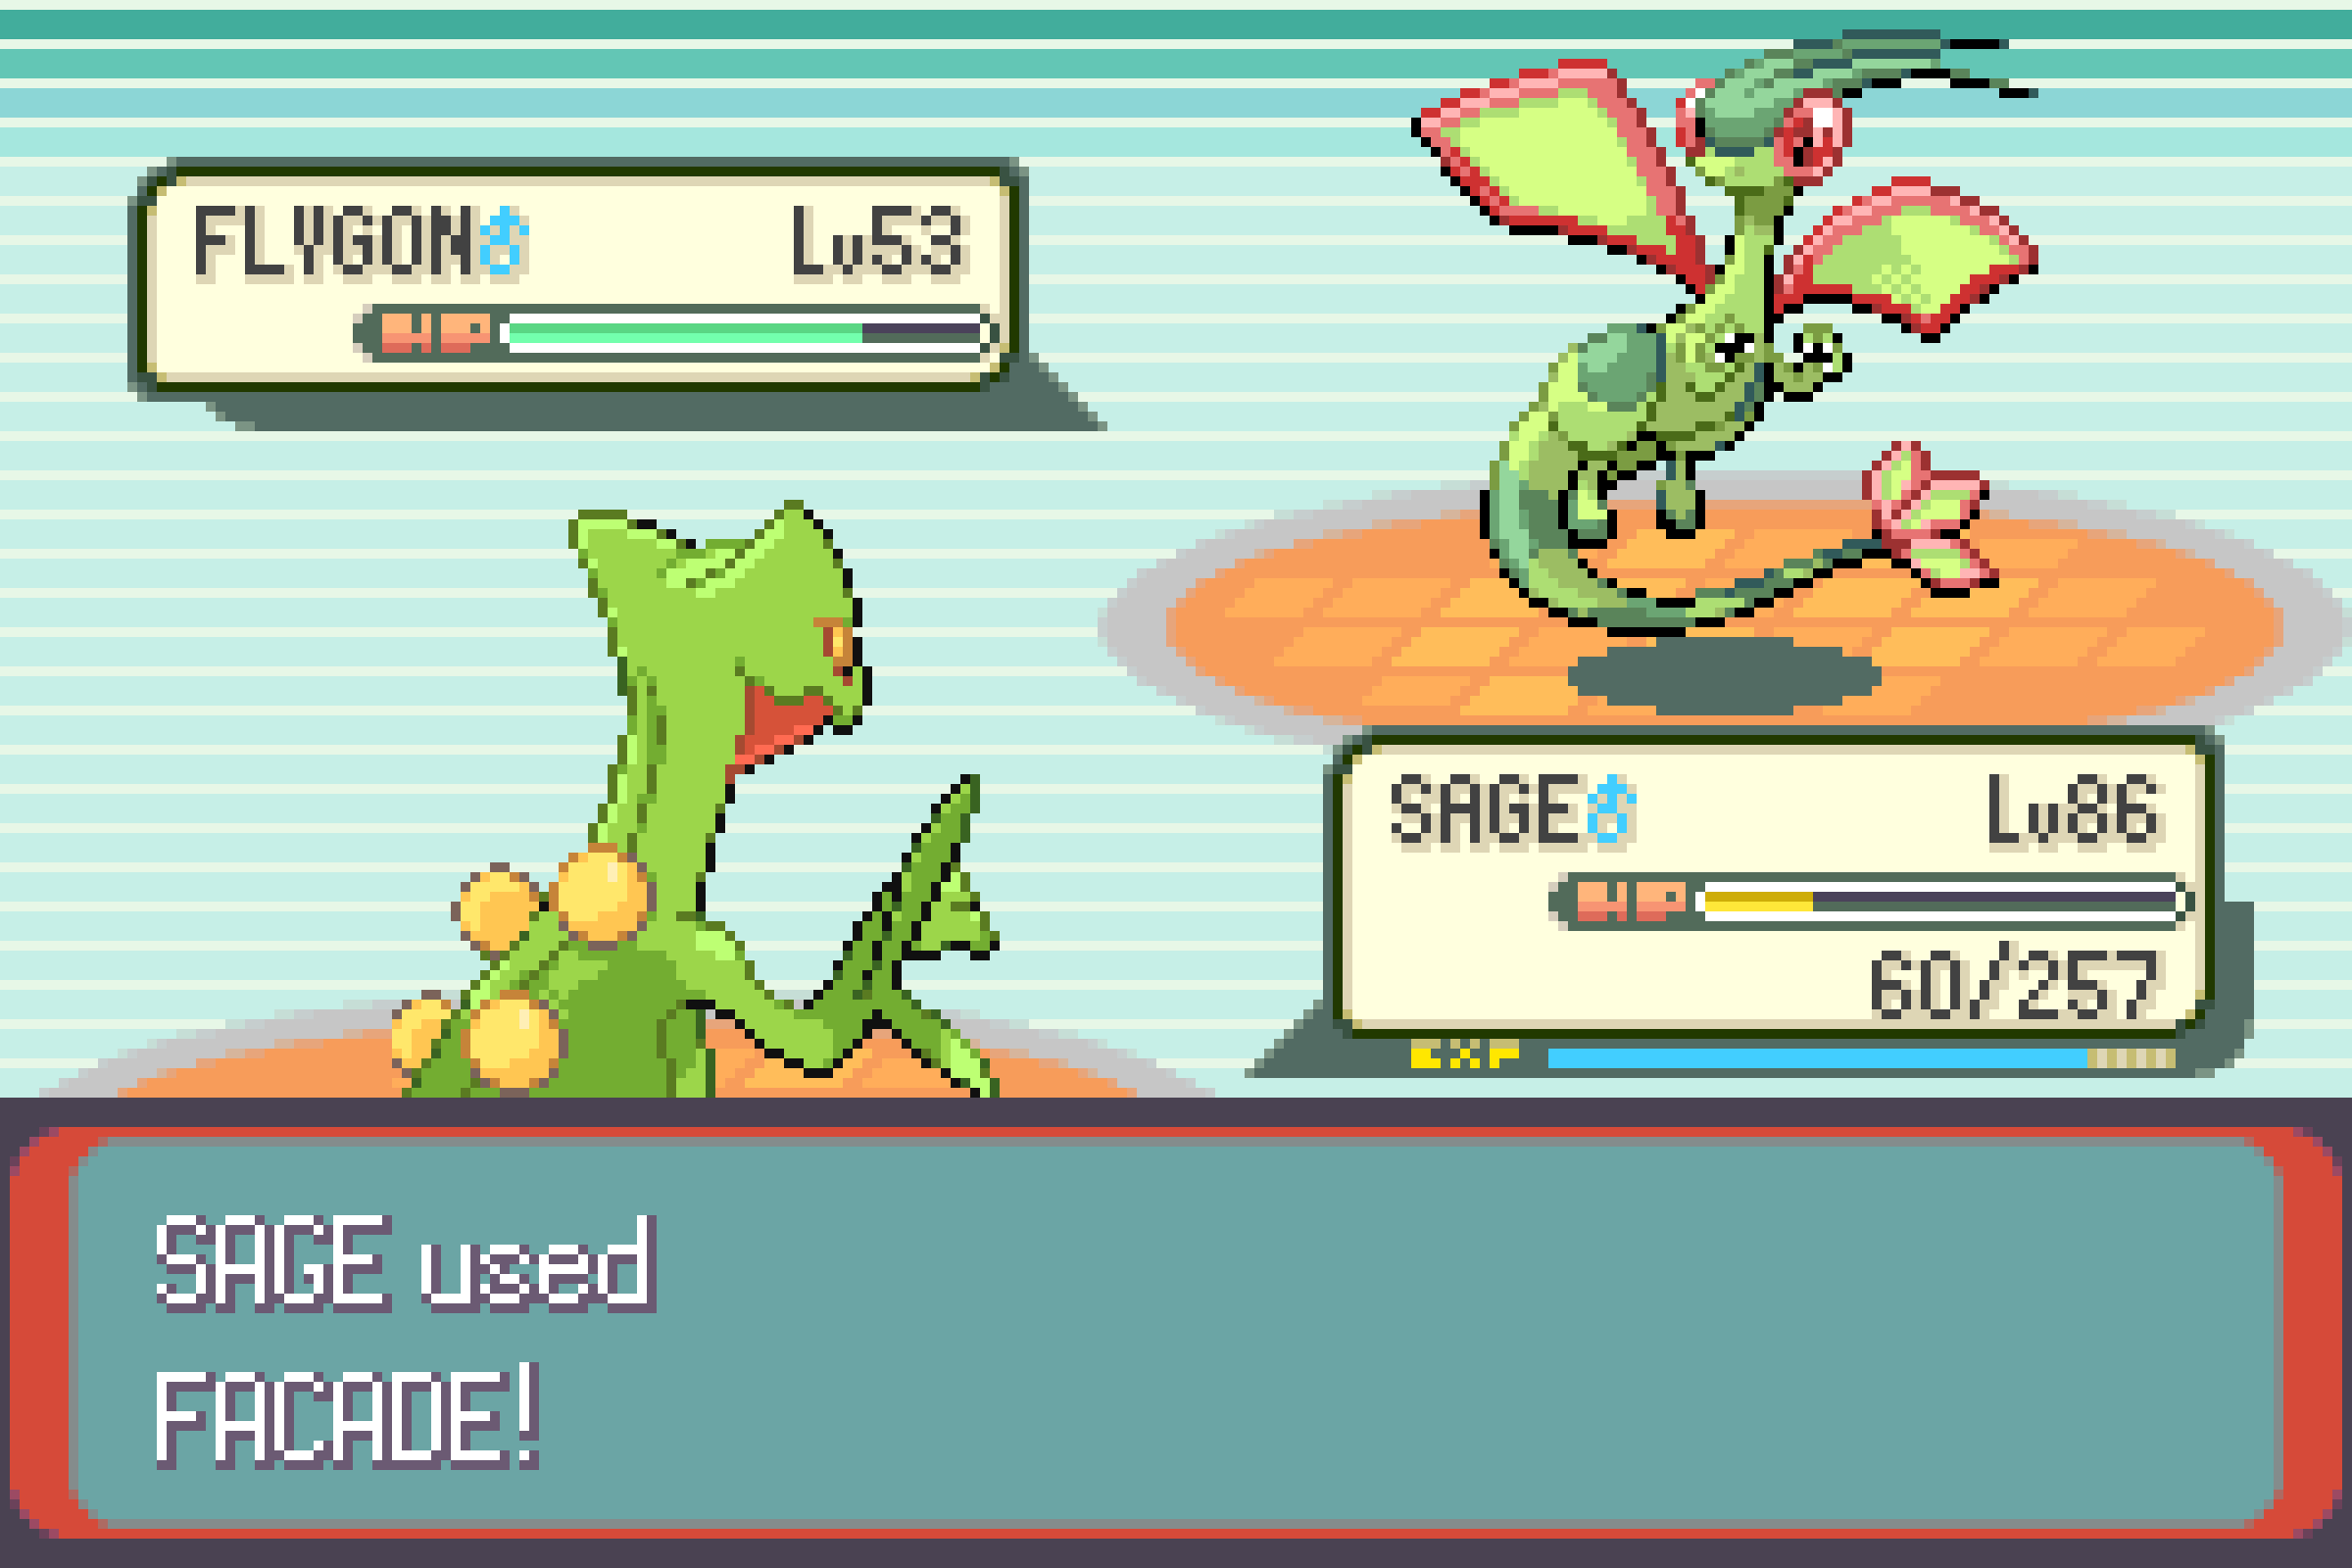 FLYGON♂ Lv53
HP
SAGE♂ Lv86
HP
60/257
EXP
SAGE used
FACADE!